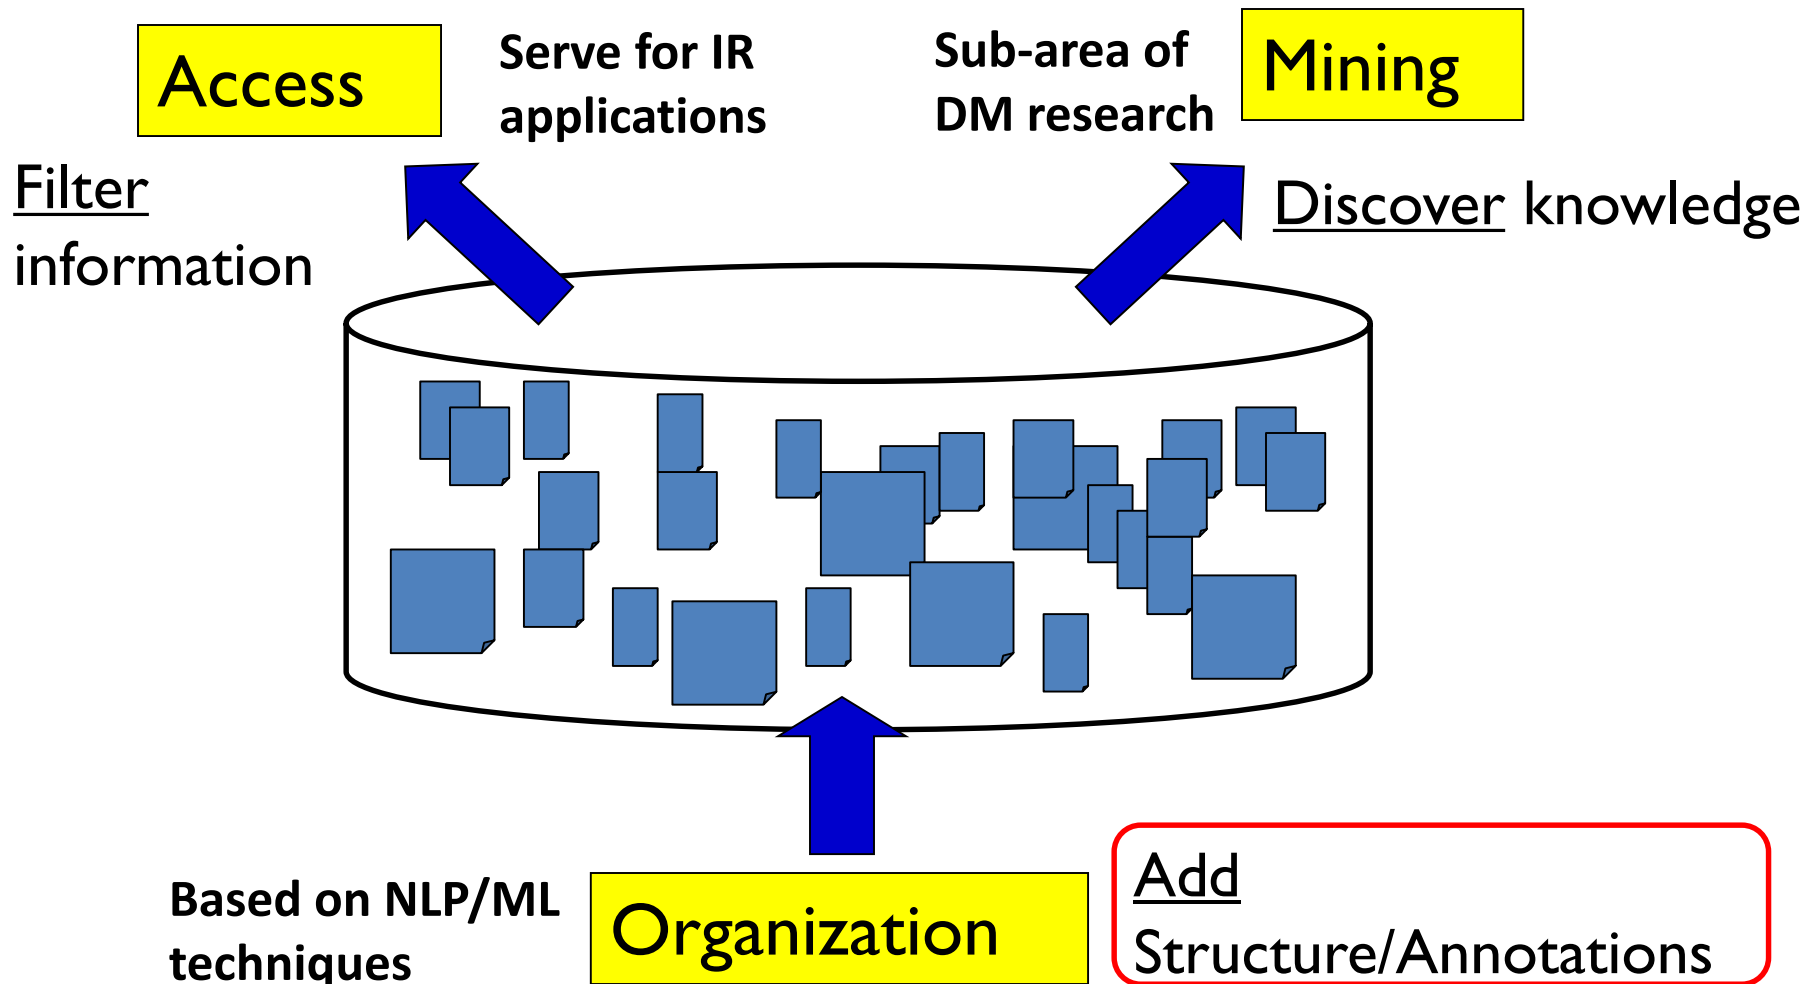 Access
Serve for IR
applications
Sub-area of
DM research
Mining
Filter
information
Discover knowledge
Based on NLP/ML
techniques
Organization
Add
Structure/Annotations